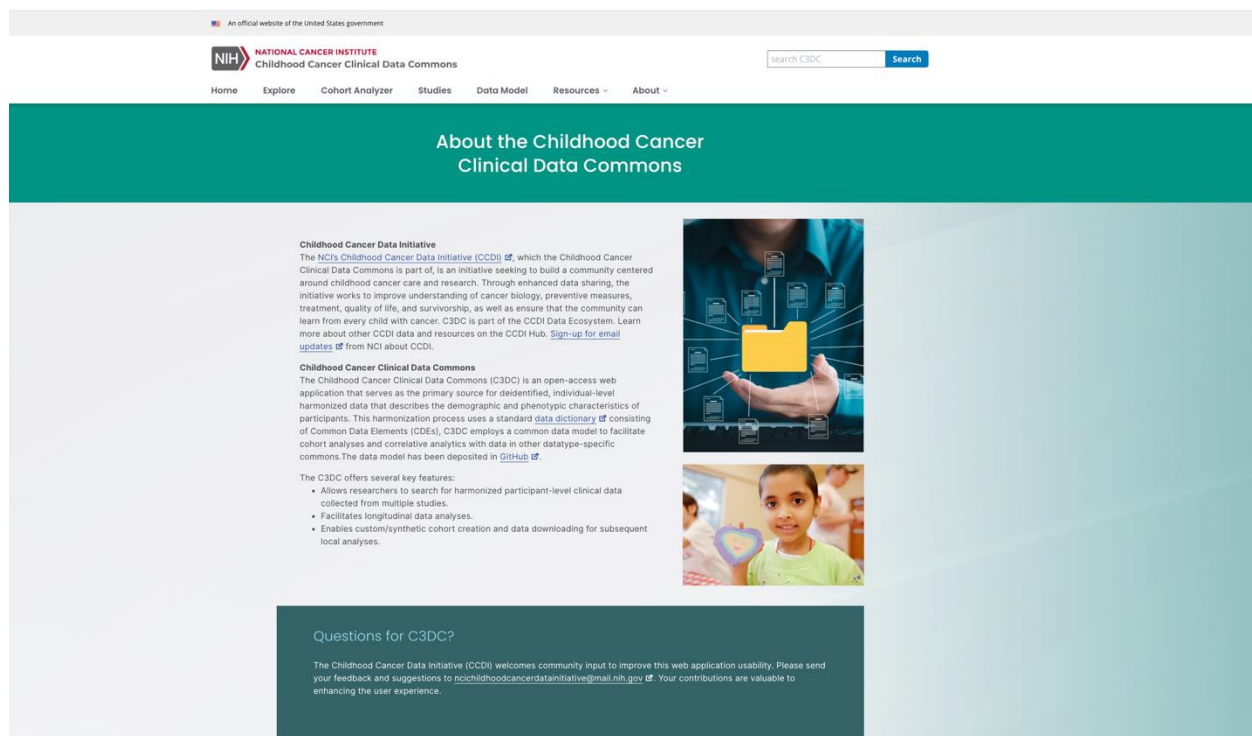 An official website of the United States government
NIH
NATIONAL CANCER INSTITUTE
Childhood Cancer Clinical Data Commons
search C3DC
Search
Home Explore Cohort Analyzer Studies Data Model Resources About
About the Childhood Cancer
Clinical Data Commons
Childhood Cancer Data Initiative
The NCI's Childhood Cancer Data Initiative (CCDI), which the Childhood Cancer
Clinical Data Commons is part of, is an initiative seeking to build a community centered
around childhood cancer care and research. Through enhanced data sharing, the
initiative works to improve understanding of cancer biology, preventive measures,
treatment, quality of life, and survivorship, as well as ensure that the community can
learn from every child with cancer. C3DC is part of the CCDI Data Ecosystem. Learn
more about other CCDI data and resources on the CCDI Hub. Sign-up for email
updates from NCI about CCDI.
Childhood Cancer Clinical Data Commons
The Childhood Cancer Clinical Data Commons (C3DC) is an open-access web
application that serves as the primary source for deidentified, individual-level
harmonized data that describes the demographic and phenotypic characteristics of
participants. This harmonization process uses a standard data dictionary consisting
of Common Data Elements (CDEs), C3DC employs a common data model to facilitate
cohort analyses and correlative analytics with data in other datatype-specific
commons.The data model has been deposited in GitHub.
The C3DC offers several key features:
• Allows researchers to search for harmonized participant-level clinical data
collected from multiple studies.
• Facilitates longitudinal data analyses.
• Enables custom/synthetic cohort creation and data downloading for subsequent
local analyses.
Questions for C3DC?
The Childhood Cancer Data Initiative (CCDI) welcomes community input to improve this web application usability. Please send
your feedback and suggestions to ncichildhoodcancerdatainitiative@mail.nih.gov. Your contributions are valuable to
enhancing the user experience.